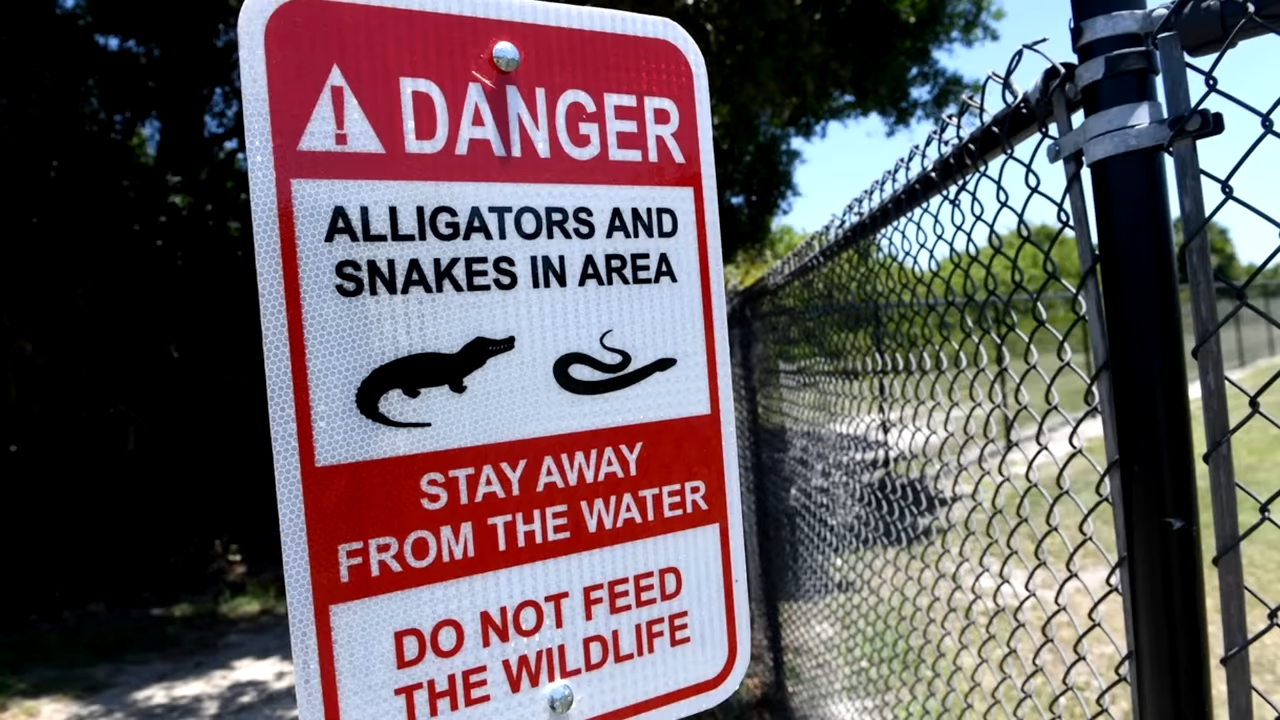 ! DANGER
ALLIGATORS AND
SNAKES IN AREA
STAY AWAY
FROM THE WATER
DO NOT FEED
THE WILDLIFE